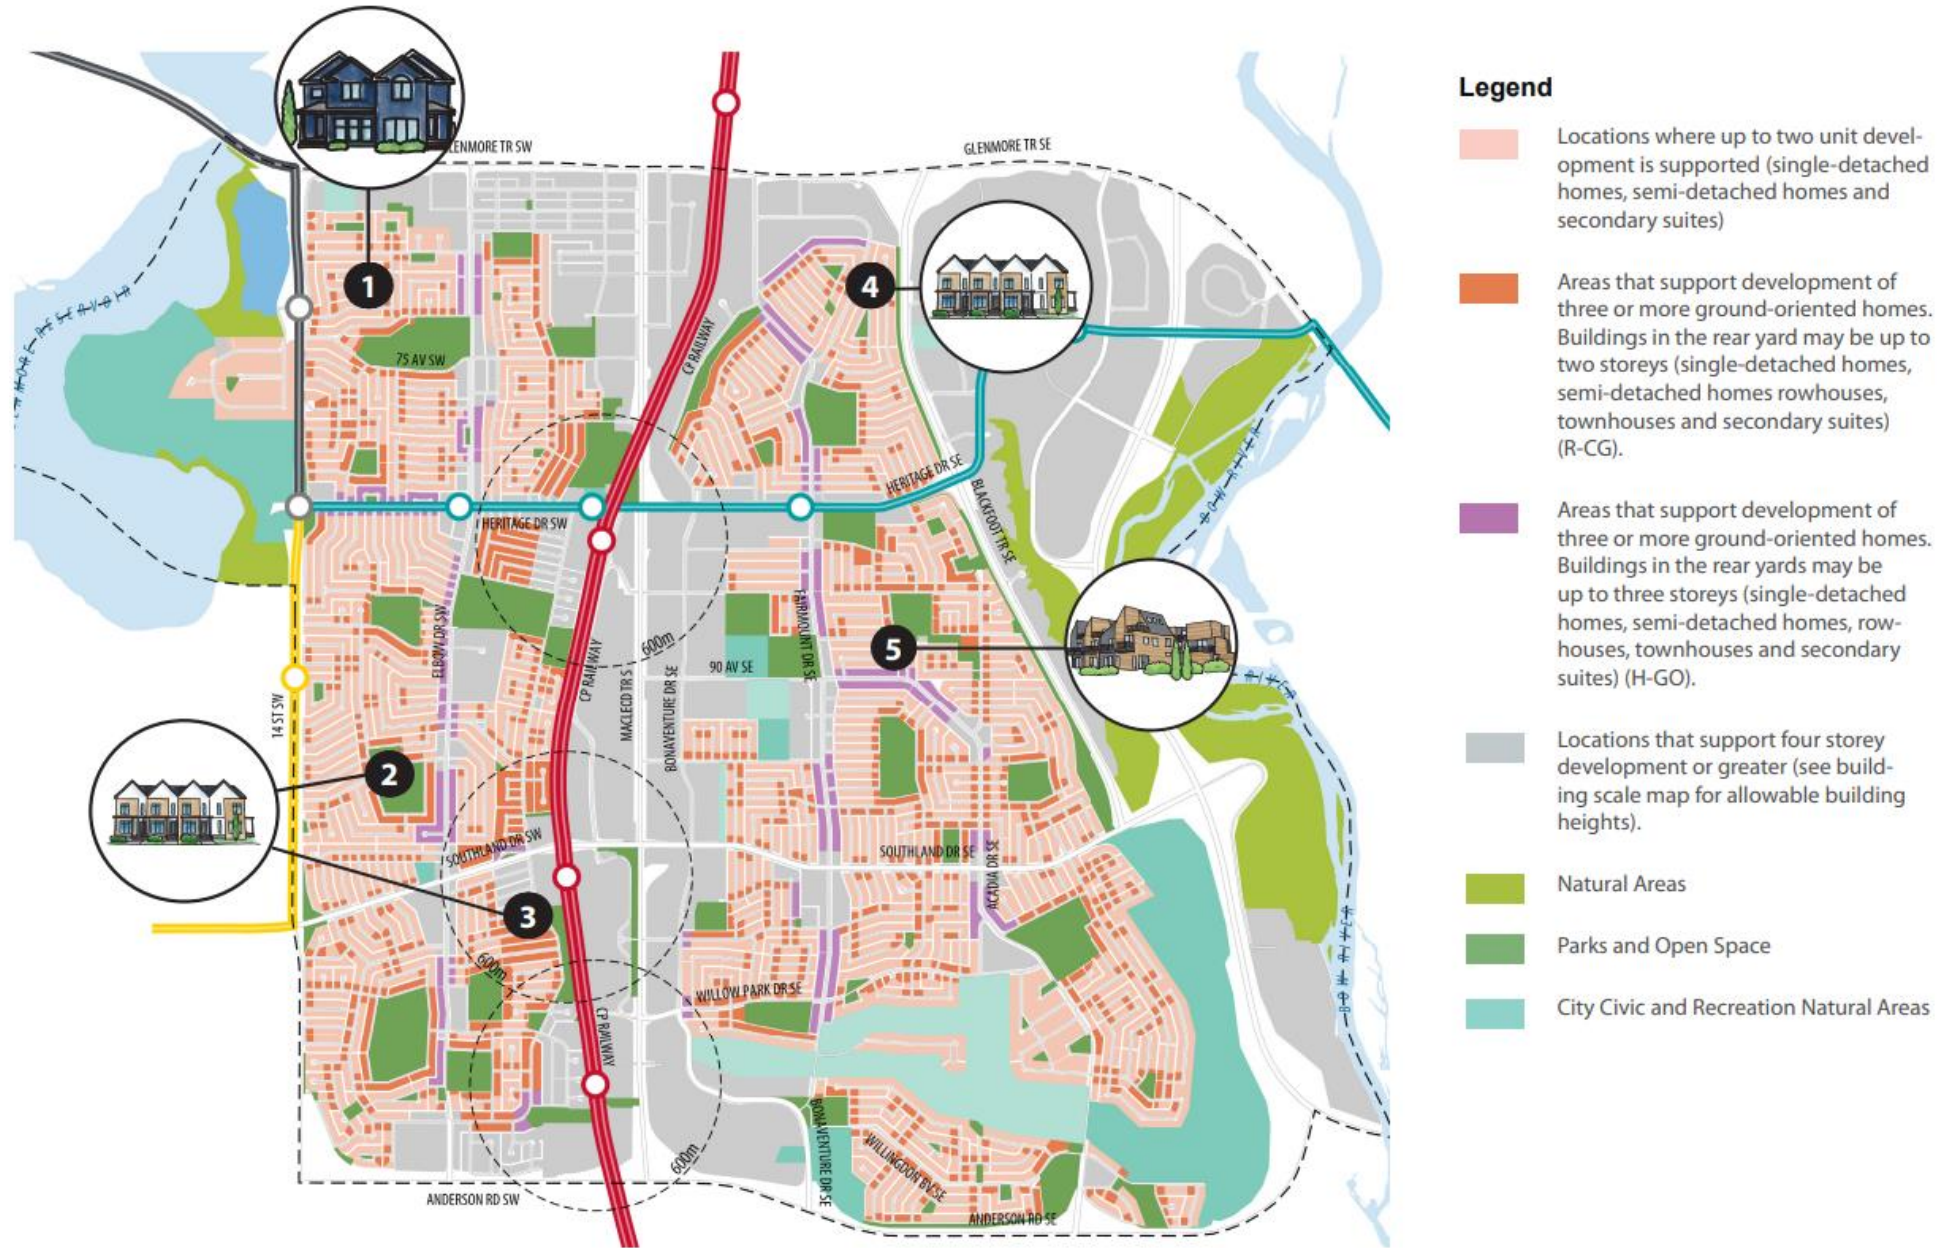 LENMORE TR SW
GLENMORE TR SE
1
4
75 AV SW
CP RAILWAY
HERITAGE DR SE
HERITAGE DR SW
BLACKFOOT TR SE
BOW RIVER
ELBOW DR SW
FAIRMOUNT DR SE
600m
5
90 AV SE
CP RAILWAY
MACLEOD TR S
BONAVENTURE DR SE
14 ST SW
2
SOUTHLAND DR SW
SOUTHLAND DR SE
ACADIA DR SE
3
600m
WILLOW PARK DR SE
CP RAILWAY
BOW RIVER
BONAVENTURE DR SE
WILLINGDON BV SE
600m
ANDERSON RD SW
ANDERSON RD SE
Legend
Locations where up to two unit devel-
opment is supported (single-detached
homes, semi-detached homes and
secondary suites)
Areas that support development of
three or more ground-oriented homes.
Buildings in the rear yard may be up to
two storeys (single-detached homes,
semi-detached homes rowhouses,
townhouses and secondary suites)
(R-CG).
Areas that support development of
three or more ground-oriented homes.
Buildings in the rear yards may be
up to three storeys (single-detached
homes, semi-detached homes, row-
houses, townhouses and secondary
suites) (H-GO).
Locations that support four storey
development or greater (see build-
ing scale map for allowable building
heights).
Natural Areas
Parks and Open Space
City Civic and Recreation Natural Areas